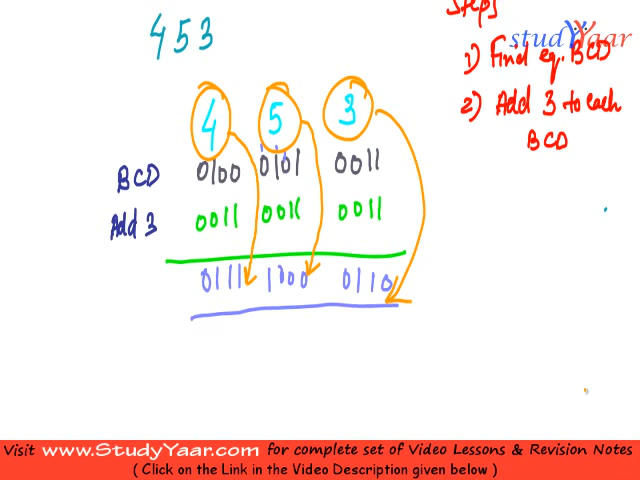 Steps
studYYaar
453
1) Find eq. BCD
2) Add 3 to each
BCD
4 5 3
BCD 0100 0101 0011
Add 3 0011 0011 0011
0111 1000 0110
Visit www.StudyYaar.com for complete set of Video Lessons & Revision Notes
( Click on the Link in the Video Description given below )